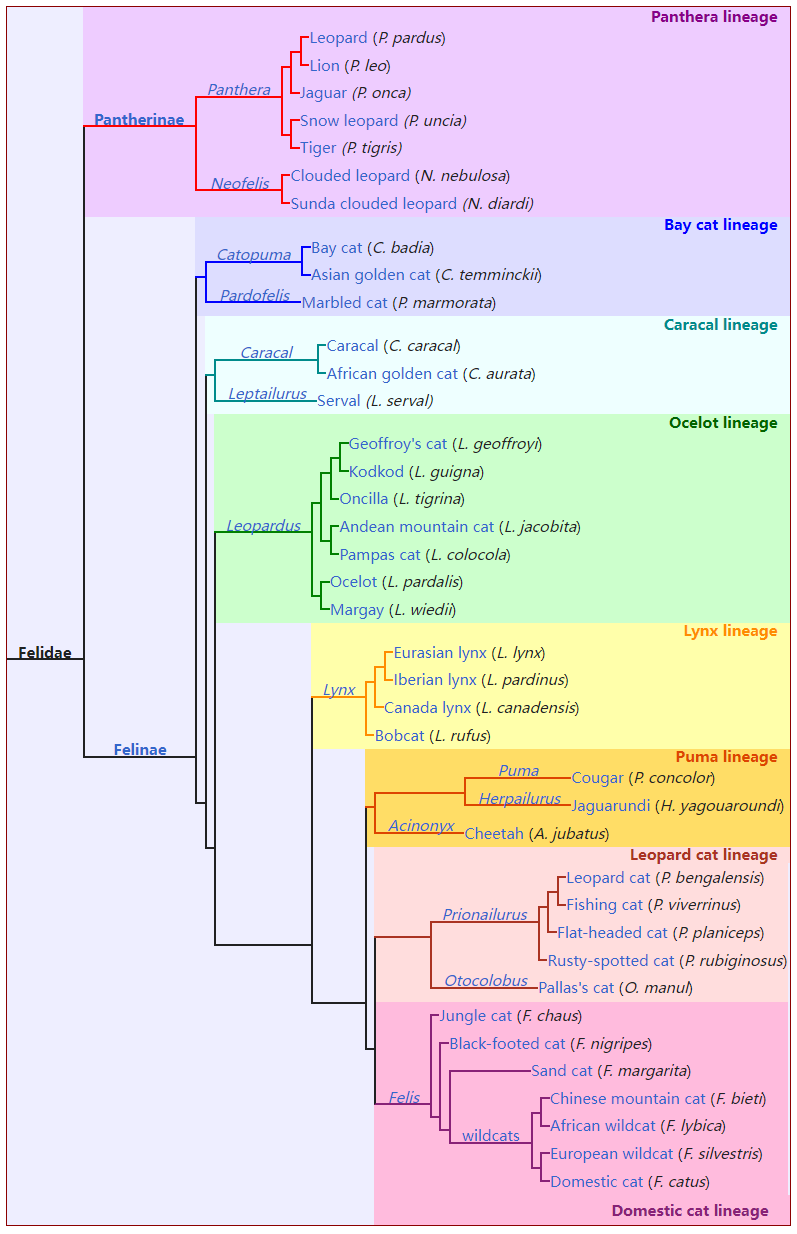 Panthera lineage
Leopard (P. pardus)
Lion (P. leo)
Panthera
Jaguar (P. onca)
Pantherinae
Snow leopard (P. uncia)
Tiger (P. tigris)
Neofelis
Clouded leopard (N. nebulosa)
Sunda clouded leopard (N. diardi)
Bay cat lineage
Bay cat (C. badia)
Catopuma
Asian golden cat (C. temminckii)
Pardofelis
Marbled cat (P. marmorata)
Caracal lineage
Caracal (C. caracal)
Caracal
African golden cat (C. aurata)
Leptailurus
Serval (L. serval)
Ocelot lineage
Geoffroy's cat (L. geoffroyi)
Kodkod (L. guigna)
Oncilla (L. tigrina)
Leopardus
Andean mountain cat (L. jacobita)
Pampas cat (L. colocola)
Ocelot (L. pardalis)
Margay (L. wiedii)
Lynx lineage
Felidae
Eurasian lynx (L. lynx)
Iberian lynx (L. pardinus)
Lynx
Canada lynx (L. canadensis)
Bobcat (L. rufus)
Felinae
Puma lineage
Puma
Cougar (P. concolor)
Herpailurus
Jaguarundi (H. yagouaroundi)
Acinonyx
Cheetah (A. jubatus)
Leopard cat lineage
Leopard cat (P. bengalensis)
Fishing cat (P. viverrinus)
Prionailurus
Flat-headed cat (P. planiceps)
Rusty-spotted cat (P. rubiginosus)
Otocolobus
Pallas's cat (O. manul)
Jungle cat (F. chaus)
Black-footed cat (F. nigripes)
Sand cat (F. margarita)
Felis
Chinese mountain cat (F. bieti)
African wildcat (F. lybica)
wildcats
European wildcat (F. silvestris)
Domestic cat (F. catus)
Domestic cat lineage